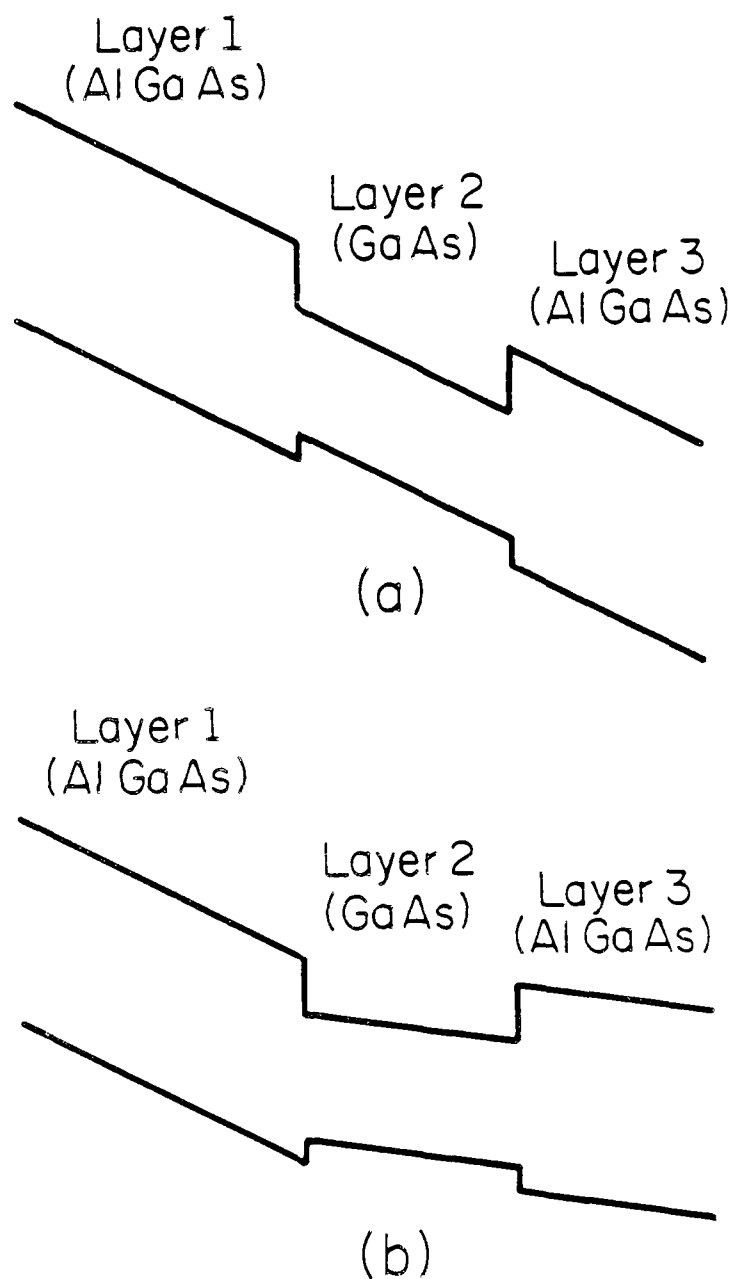 Layer 1
(Al Ga As)
Layer 2
(Ga As)
Layer 3
(Al Ga As)
(a)
Layer 1
(Al Ga As)
Layer 2
(Ga As)
Layer 3
(Al Ga As)
(b)